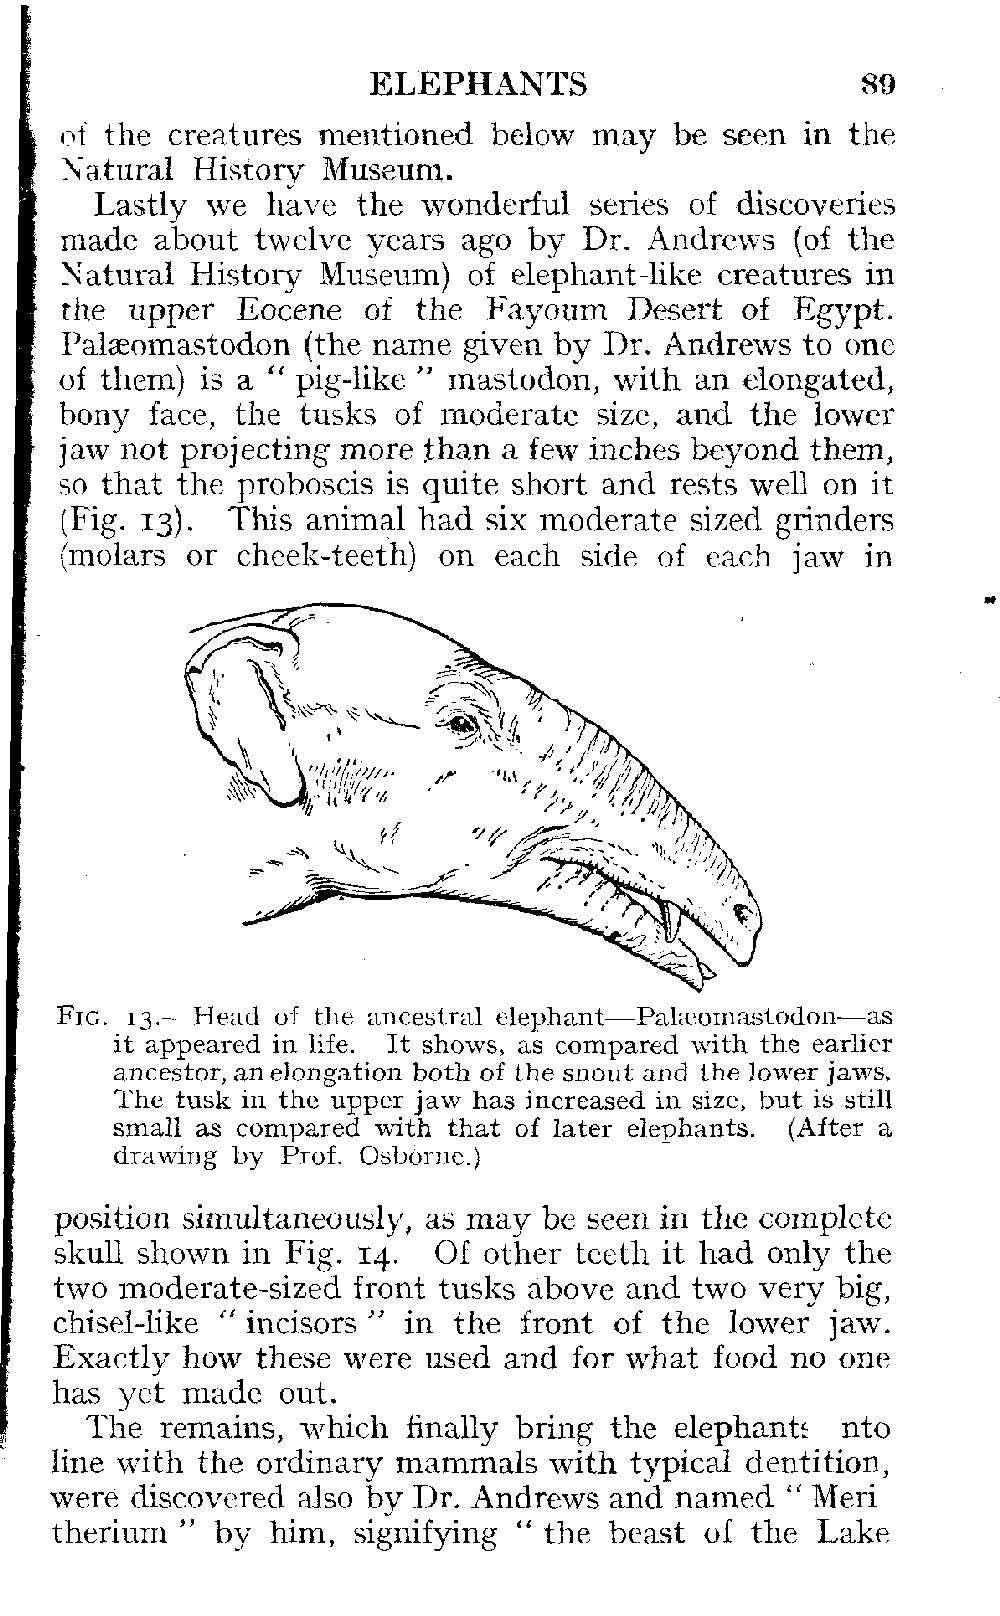 ELEPHANTS 89
of the creatures mentioned below may be seen in the
Natural History Museum.
Lastly we have the wonderful series of discoveries
made about twelve years ago by Dr. Andrews (of the
Natural History Museum) of elephant-like creatures in
the upper Eocene of the Fayoum Desert of Egypt.
Palæomastodon (the name given by Dr. Andrews to one
of them) is a “ pig-like ” mastodon, with an elongated,
bony face, the tusks of moderate size, and the lower
jaw not projecting more than a few inches beyond them,
so that the proboscis is quite short and rests well on it
(Fig. 13). This animal had six moderate sized grinders
(molars or cheek-teeth) on each side of each jaw in
FIG. 13.— Head of the ancestral elephant—Palæomastodon—as
it appeared in life. It shows, as compared with the earlier
ancestor, an elongation both of the snout and the lower jaws.
The tusk in the upper jaw has increased in size, but is still
small as compared with that of later elephants. (After a
drawing by Prof. Osborne.)
position simultaneously, as may be seen in the complete
skull shown in Fig. 14. Of other teeth it had only the
two moderate-sized front tusks above and two very big,
chisel-like “ incisors ” in the front of the lower jaw.
Exactly how these were used and for what food no one
has yet made out.
The remains, which finally bring the elephants nto
line with the ordinary mammals with typical dentition,
were discovered also by Dr. Andrews and named “ Meri
therium ” by him, signifying “ the beast of the Lake